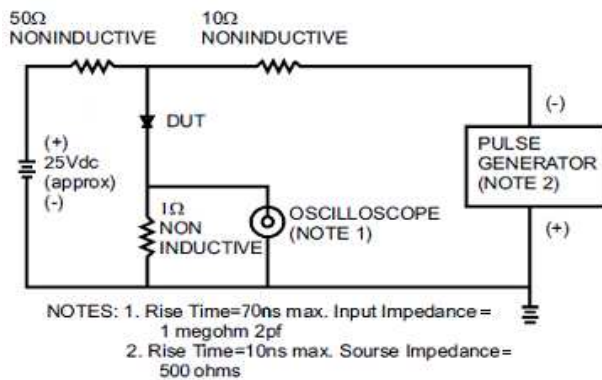 50Ω
NONINDUCTIVE
10Ω
NONINDUCTIVE
(+)
25Vdc
(approx)
(-)
DUT
1Ω
NON
INDUCTIVE
OSCILLOSCOPE
(NOTE 1)
(-)
PULSE
GENERATOR
(NOTE 2)
(+)
NOTES: 1. Rise Time=70ns max. Input Impedance=
1 megohm 2pf
2. Rise Time=10ns max. Sourse Impedance=
500 ohms